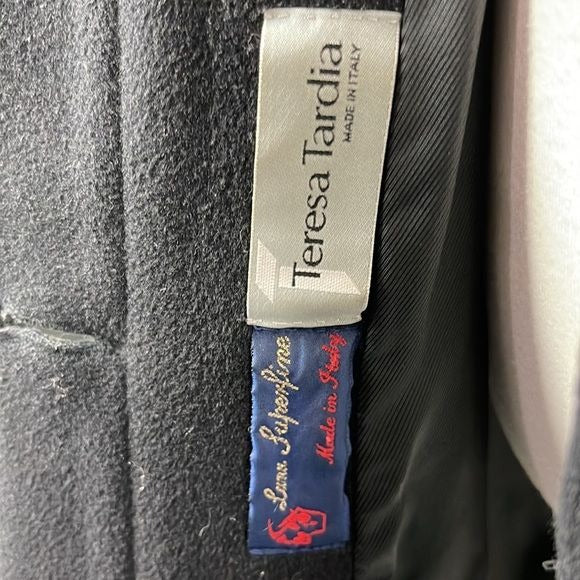 Teresa Tardia
MADE IN ITALY
Lana Superfine
Made in Italy